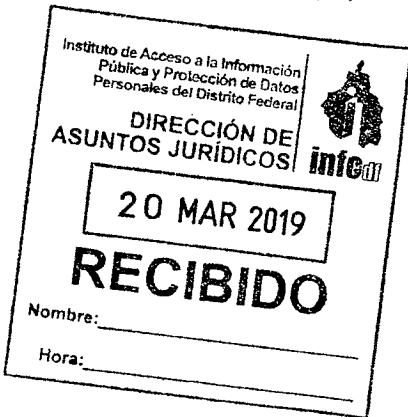 Instituto de Acceso a la Información
Pública y Protección de Datos
Personales del Distrito Federal
DIRECCIÓN DE
ASUNTOS JURÍDICOS
infodf
20 MAR 2019
RECIBIDO
Nombre:
Hora: